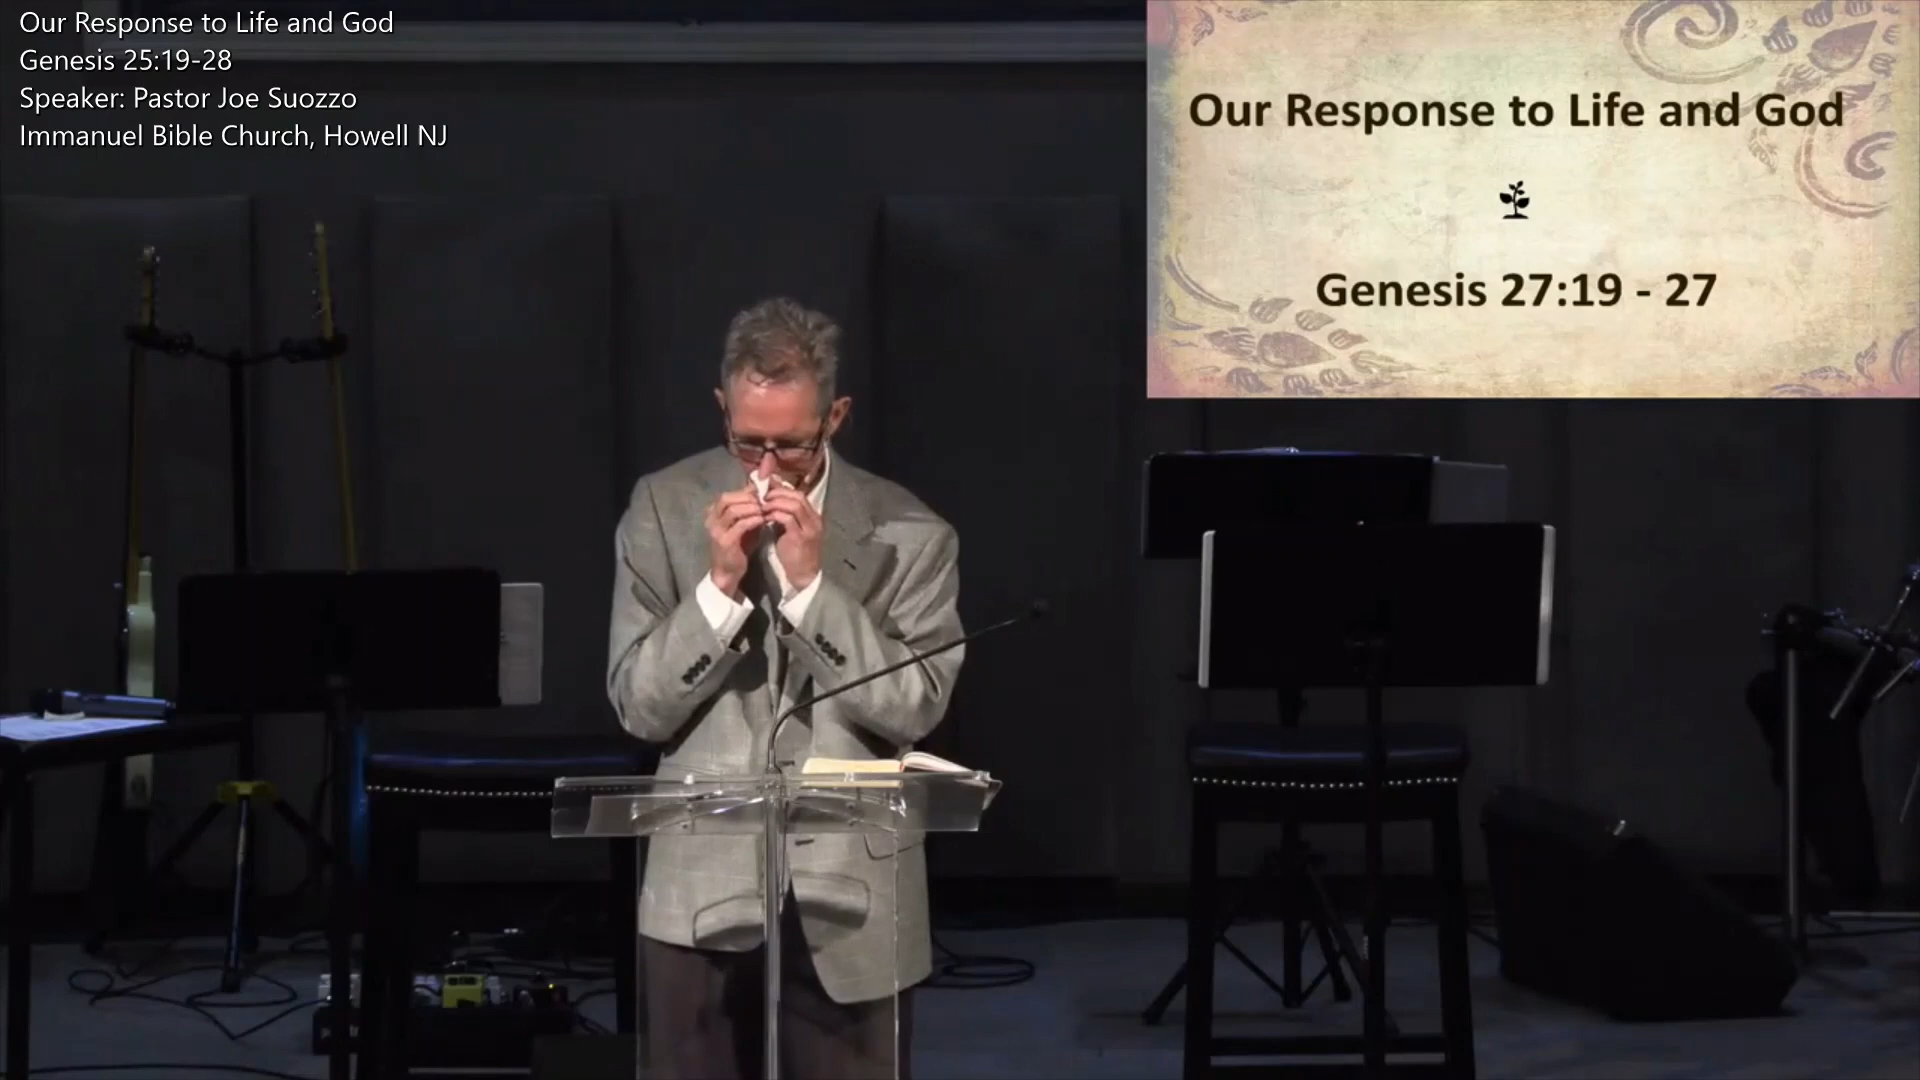 Our Response to Life and God
Genesis 25:19-28
Speaker: Pastor Joe Suozzo
Immanuel Bible Church, Howell NJ
Our Response to Life and God
Genesis 27:19 - 27